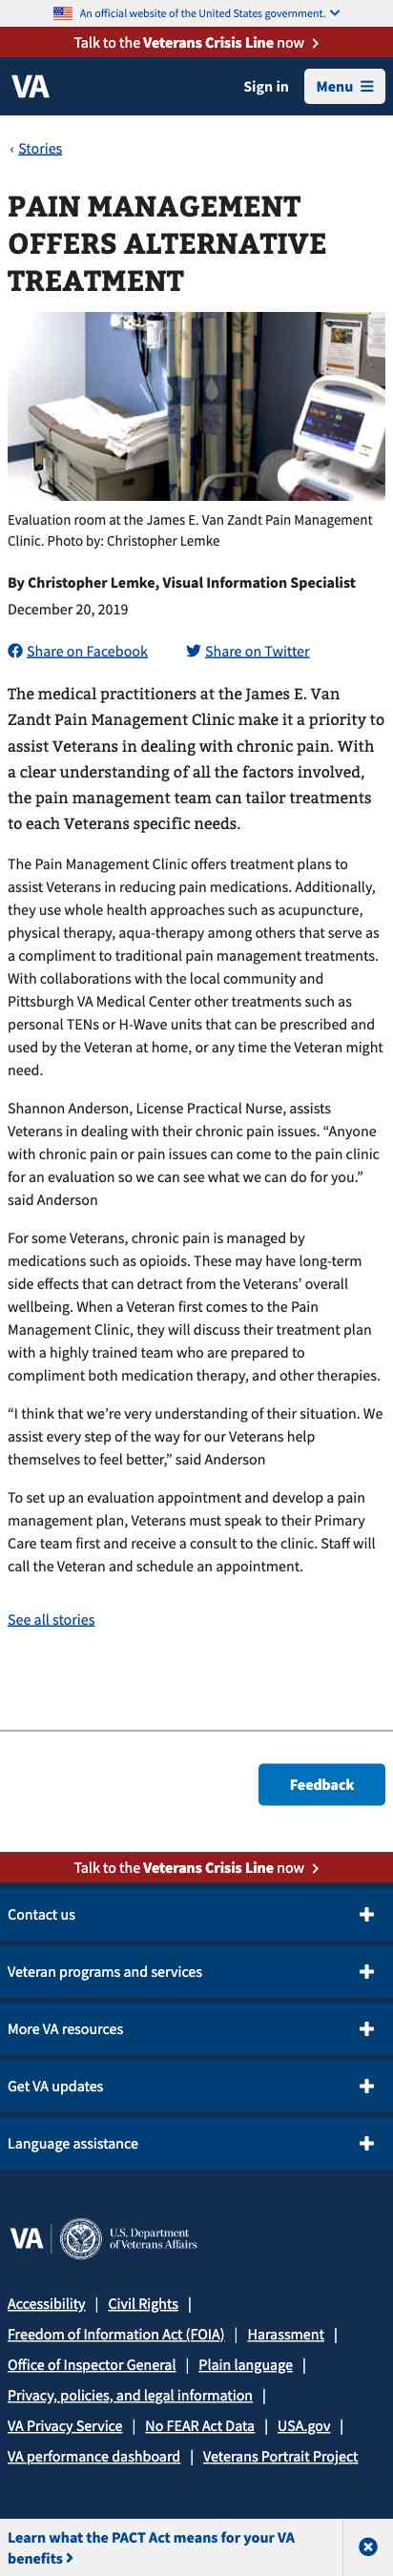 An official website of the United States government.
Talk to the Veterans Crisis Line now
VA
Sign in
Menu
‹ Stories
PAIN MANAGEMENT
OFFERS ALTERNATIVE
TREATMENT
Evaluation room at the James E. Van Zandt Pain Management
Clinic. Photo by: Christopher Lemke
By Christopher Lemke, Visual Information Specialist
December 20, 2019
Share on Facebook
Share on Twitter
The medical practitioners at the James E. Van
Zandt Pain Management Clinic make it a priority to
assist Veterans in dealing with chronic pain. With
a clear understanding of all the factors involved,
the pain management team can tailor treatments
to each Veterans specific needs.
The Pain Management Clinic offers treatment plans to
assist Veterans in reducing pain medications. Additionally,
they use whole health approaches such as acupuncture,
physical therapy, aqua-therapy among others that serve as
a compliment to traditional pain management treatments.
With collaborations with the local community and
Pittsburgh VA Medical Center other treatments such as
personal TENs or H-Wave units that can be prescribed and
used by the Veteran at home, or any time the Veteran might
need.
Shannon Anderson, License Practical Nurse, assists
Veterans in dealing with their chronic pain issues. “Anyone
with chronic pain or pain issues can come to the pain clinic
for an evaluation so we can see what we can do for you.”
said Anderson
For some Veterans, chronic pain is managed by
medications such as opioids. These may have long-term
side effects that can detract from the Veterans’ overall
wellbeing. When a Veteran first comes to the Pain
Management Clinic, they will discuss their treatment plan
with a highly trained team who are prepared to
compliment both medication therapy, and other therapies.
“I think that we’re very understanding of their situation. We
assist every step of the way for our Veterans help
themselves to feel better,” said Anderson
To set up an evaluation appointment and develop a pain
management plan, Veterans must speak to their Primary
Care team first and receive a consult to the clinic. Staff will
call the Veteran and schedule an appointment.
See all stories
Feedback
Talk to the Veterans Crisis Line now
Contact us
Veteran programs and services
More VA resources
Get VA updates
Language assistance
VA | U.S. Department
of Veterans Affairs
Accessibility | Civil Rights |
Freedom of Information Act (FOIA) | Harassment |
Office of Inspector General | Plain language |
Privacy, policies, and legal information |
VA Privacy Service | No FEAR Act Data | USA.gov |
VA performance dashboard | Veterans Portrait Project
Learn what the PACT Act means for your VA
benefits